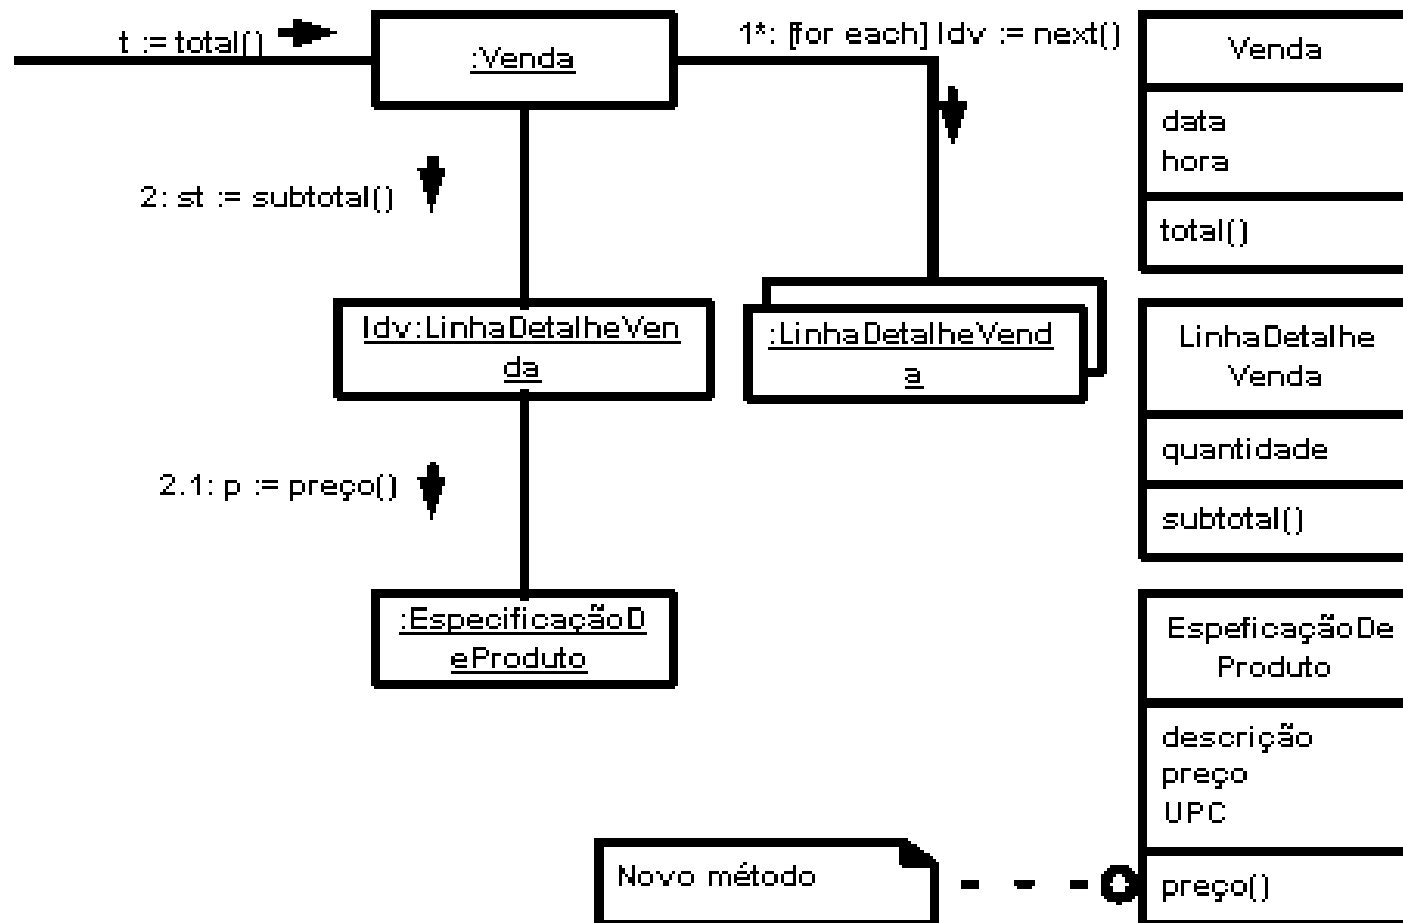 t := total()
:Venda
1*: [for each] ldv := next()
2: st := subtotal()
ldv:LinhaDetalheVen
da
:LinhaDetalheVend
a
2.1: p := preço()
:EspecificaçãoD
eProduto
Novo método
Venda
data
hora
total()
LinhaDetalhe
Venda
quantidade
subtotal()
EspeficaçãoDe
Produto
descrição
preço
UPC
preço()